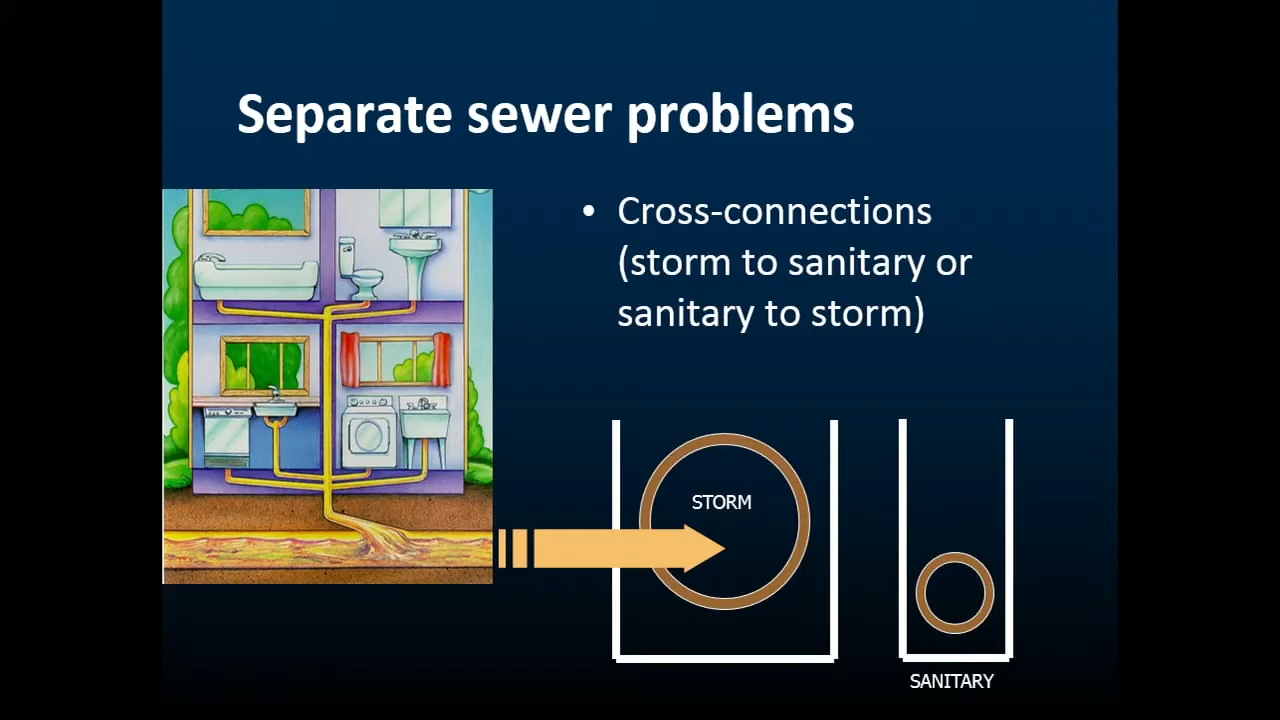 Separate sewer problems
• Cross-connections
(storm to sanitary or
sanitary to storm)
STORM
SANITARY